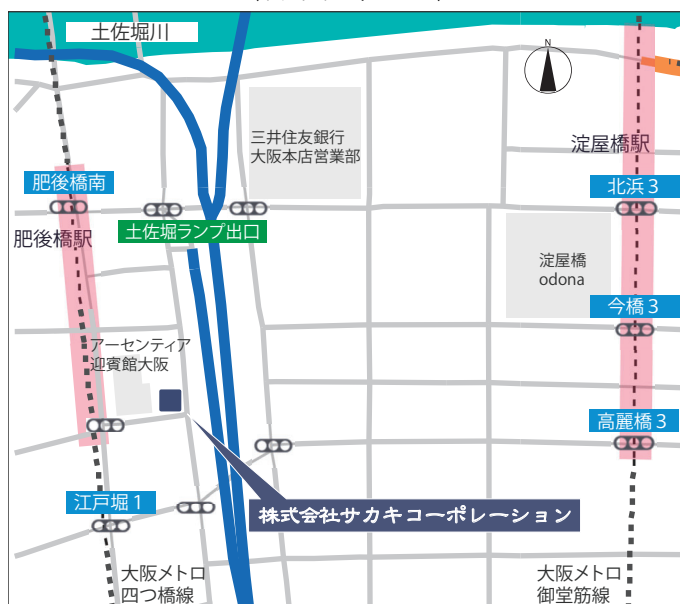 土佐堀川
N
三井住友銀行
大阪本店営業部
淀屋橋駅
肥後橋南
北浜3
土佐堀ランプ出口
肥後橋駅
淀屋橋
odona
今橋3
アーセンティア
迎賓館大阪
高麗橋3
江戸堀1
株式会社サカキコーポレーション
大阪メトロ
四つ橋線
大阪メトロ
御堂筋線